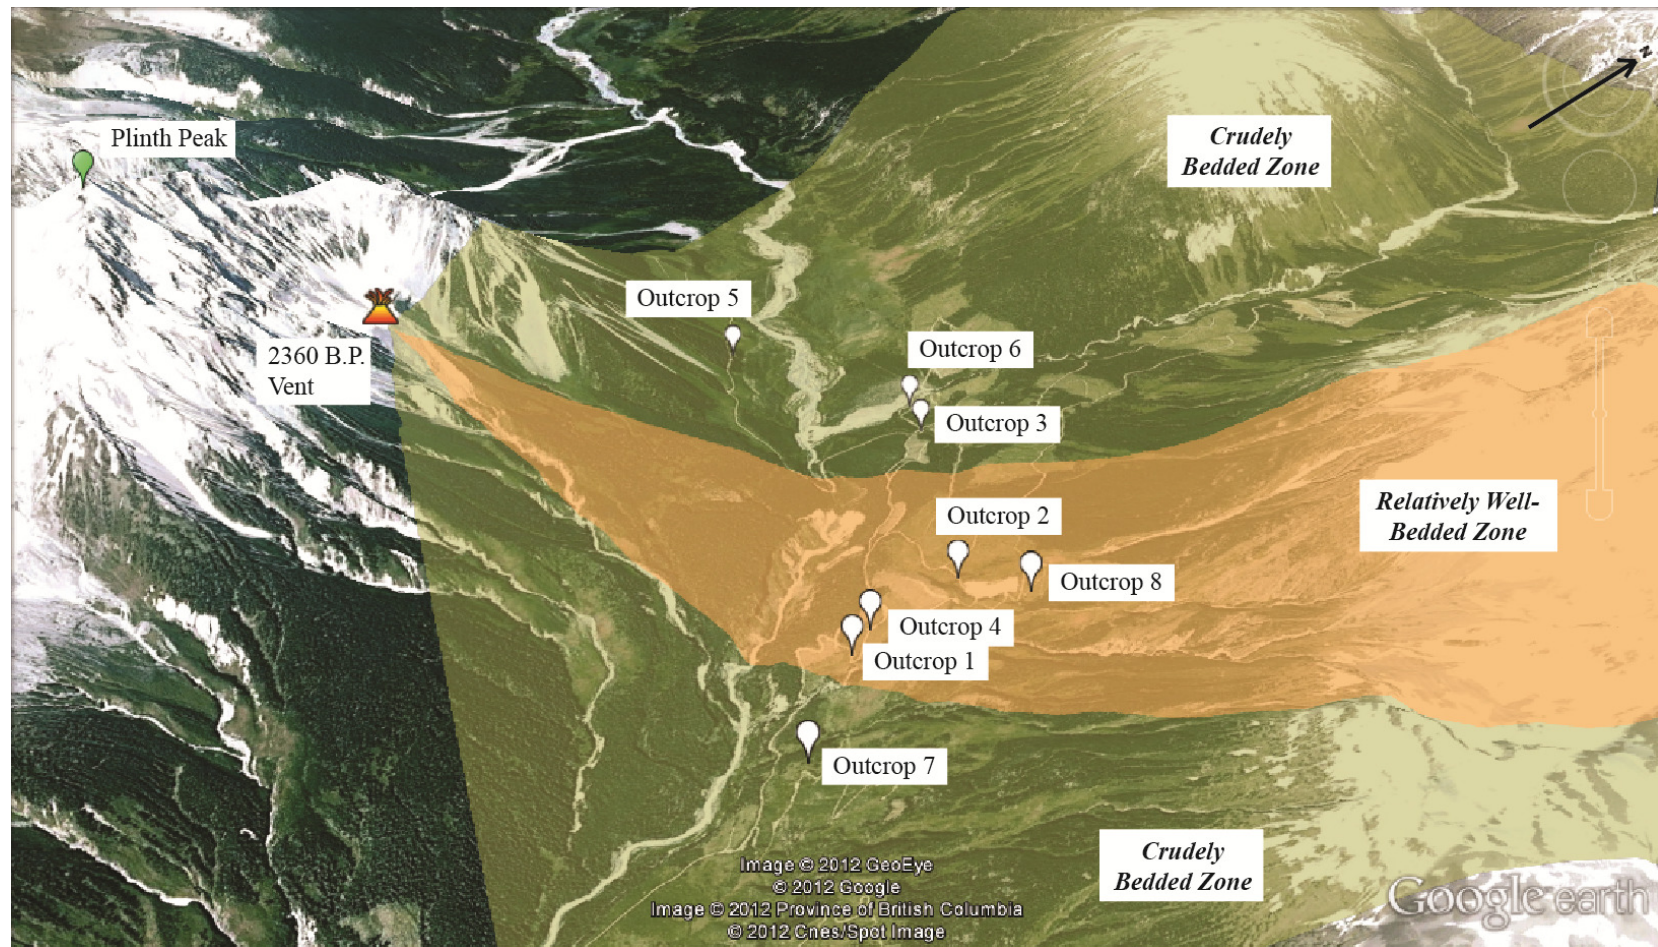 Plinth Peak
2360 B.P.
Vent
Outcrop 5
Outcrop 6
Outcrop 3
Outcrop 2
Outcrop 8
Outcrop 4
Outcrop 1
Outcrop 7
Crudely
Bedded Zone
N
Relatively Well-
Bedded Zone
Crudely
Bedded Zone
Image © 2012 GeoEye
© 2012 Google
Image © 2012 Province of British Columbia
© 2012 Cnes/Spot Image
Google earth